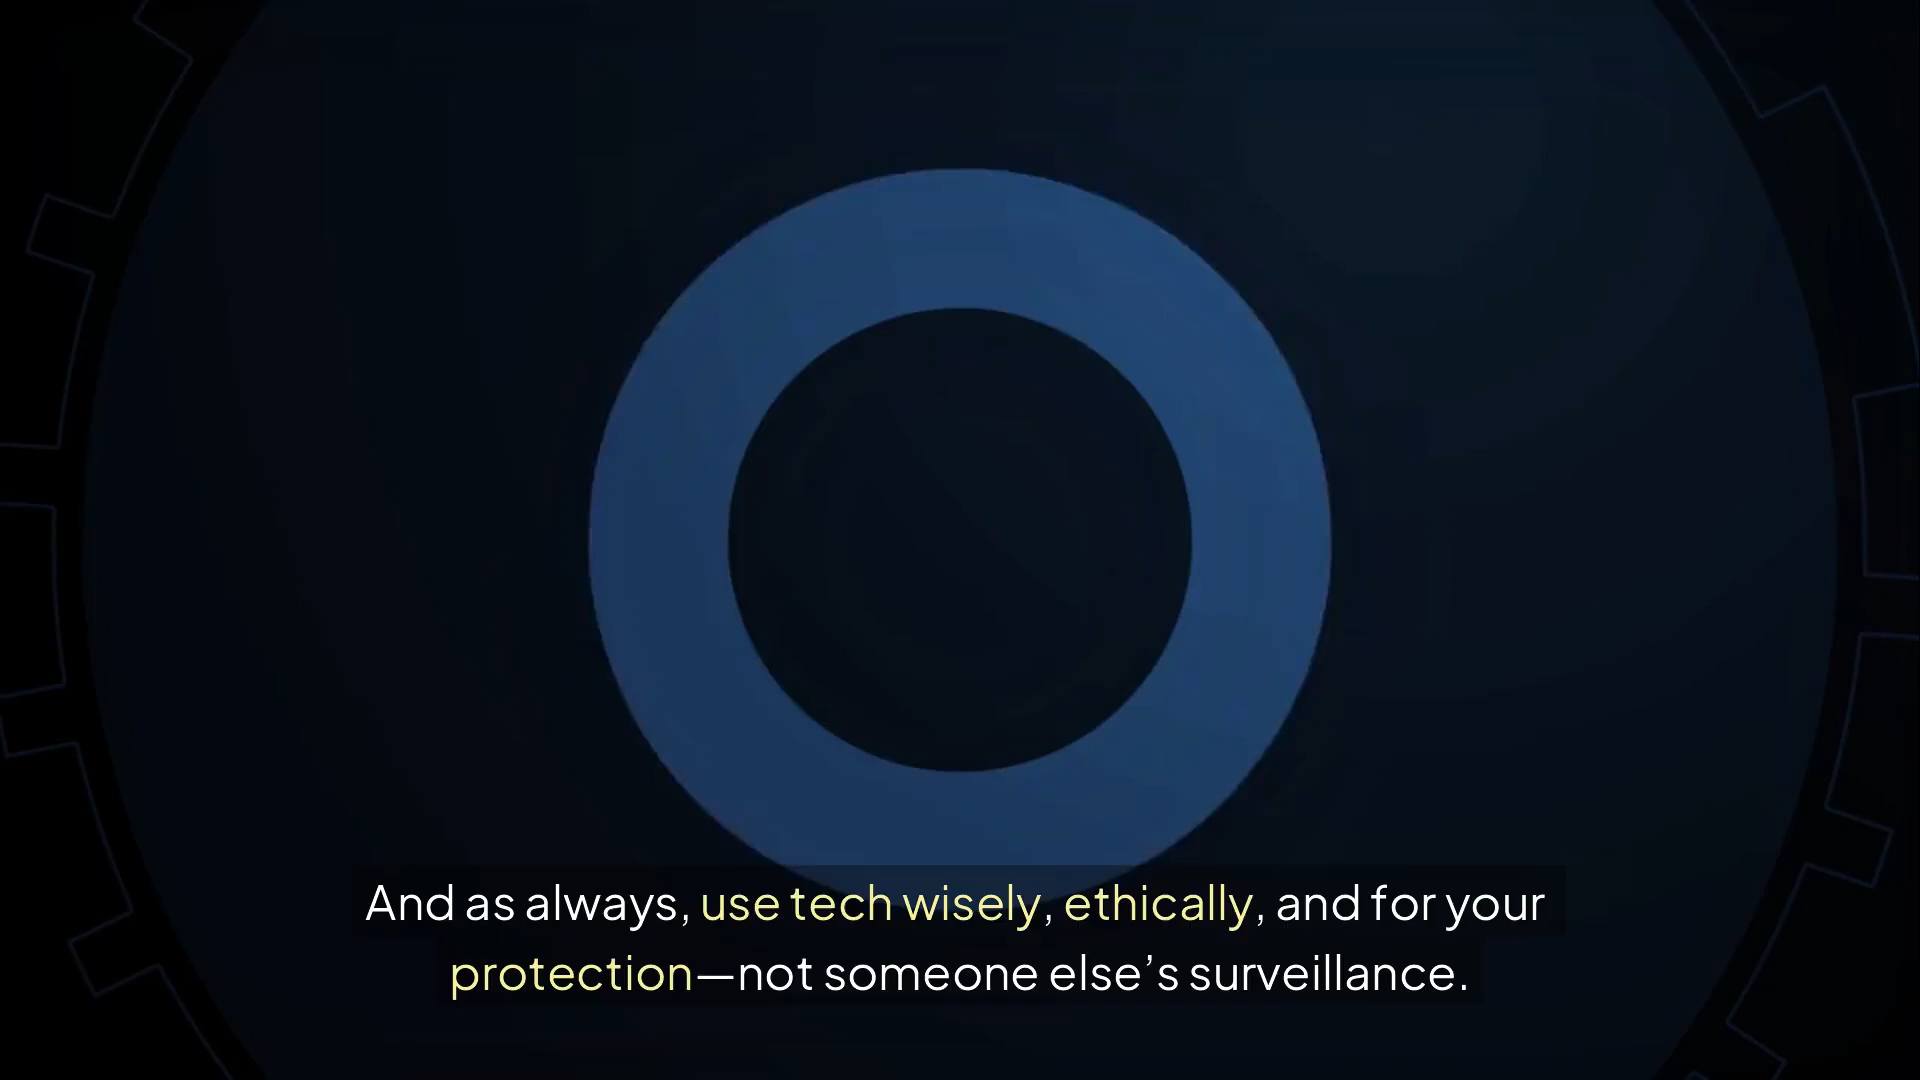 And as always, use tech wisely, ethically, and for your
protection—not someone else’s surveillance.